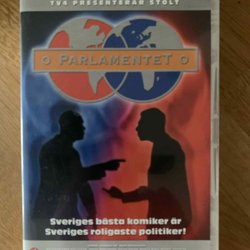 TV4 PRESENTERAR STOLT
PARLAMENTET
Sveriges bästa komiker är
Sveriges roligaste politiker!